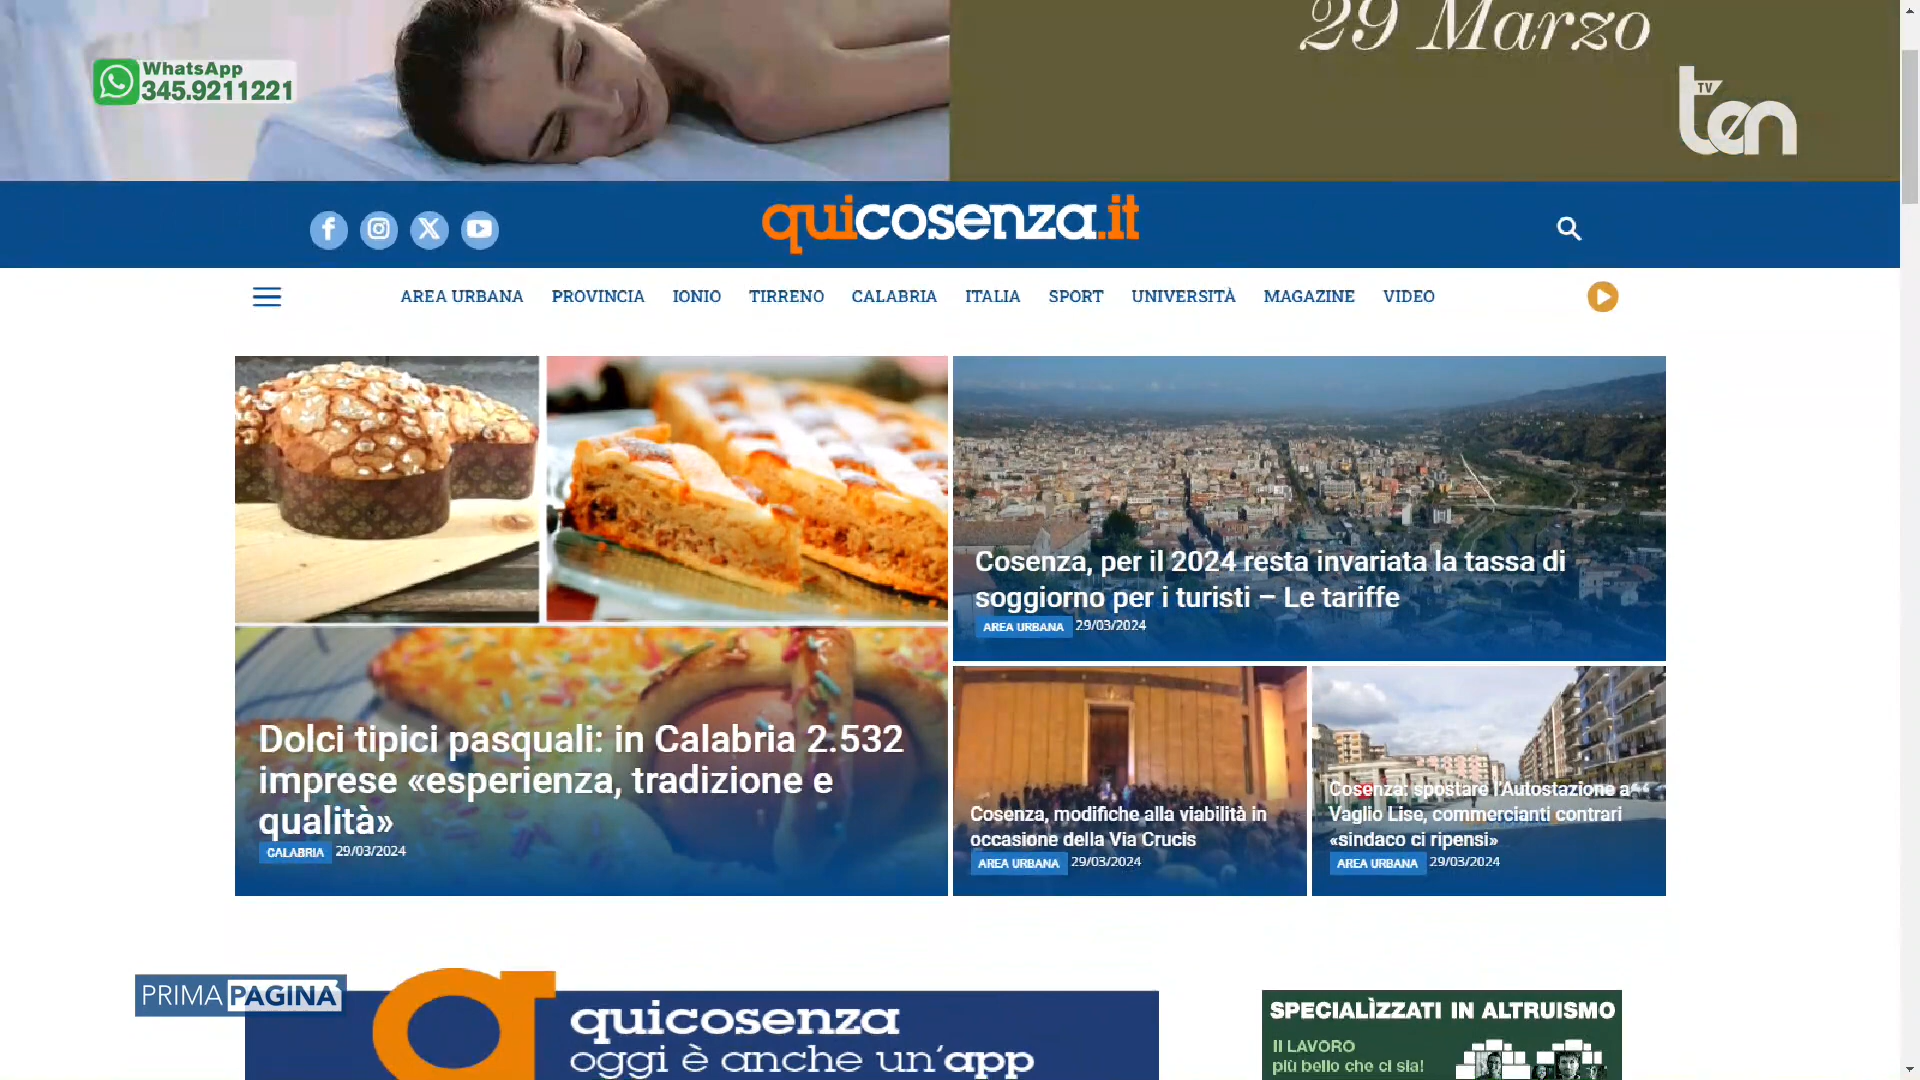 29 Marzo
WhatsApp
345.9211221
TV
ten
quicosenza.it
AREA URBANA PROVINCIA IONIO TIRRENO CALABRIA ITALIA SPORT UNIVERSITÀ MAGAZINE VIDEO
Cosenza, per il 2024 resta invariata la tassa di
soggiorno per i turisti – Le tariffe
AREA URBANA 29/03/2024
Dolci tipici pasquali: in Calabria 2.532
imprese «esperienza, tradizione e
qualità»
CALABRIA 29/03/2024
Cosenza, modifiche alla viabilità in
occasione della Via Crucis
AREA URBANA 29/03/2024
Cosenza: spostare l'Autostazione a
Vaglio Lise, commercianti contrari
«sindaco ci ripensi»
AREA URBANA 29/03/2024
PRIMA PAGINA
quicosenza
oggi è anche un'app
SPECIALÌZZATI IN ALTRUISMO
Il LAVORO
più bello che ci sia!